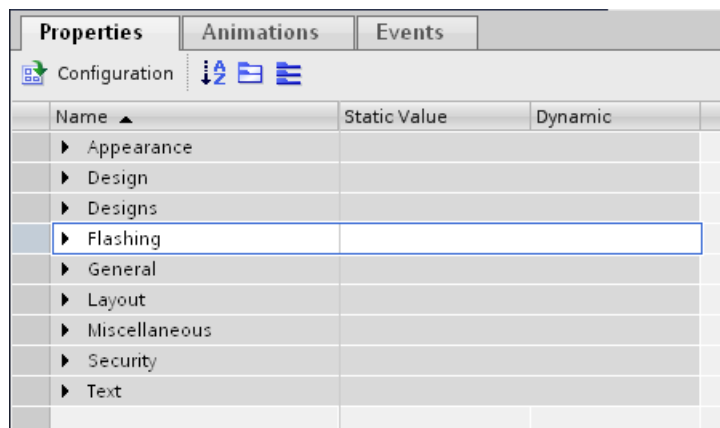 Properties Animations Events
Configuration
Name Static Value Dynamic
Appearance
Design
Designs
Flashing
General
Layout
Miscellaneous
Security
Text